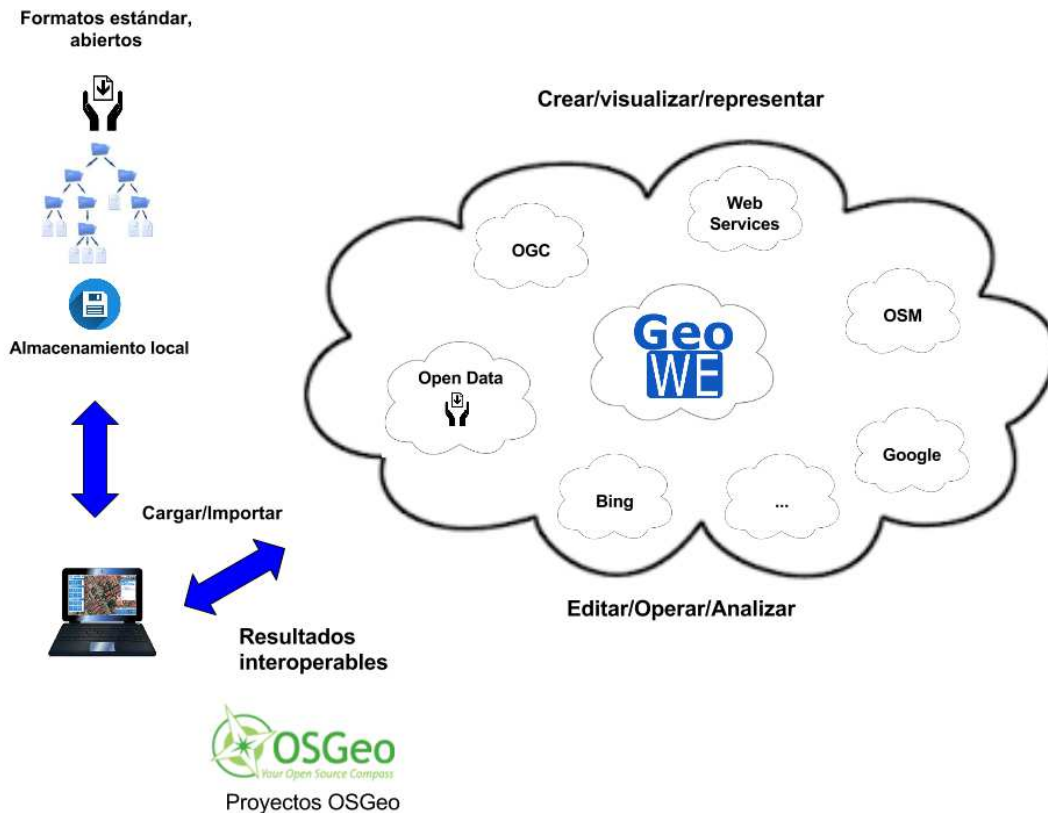 Formatos estándar,
abiertos
Almacenamiento local
Cargar/Importar
Resultados
interoperables
OSGeo
Your Open Source Compass
Proyectos OSGeo
Crear/visualizar/representar
Web
Services
OGC
OSM
Geo
WE
Open Data
Google
Bing
...
Editar/Operar/Analizar